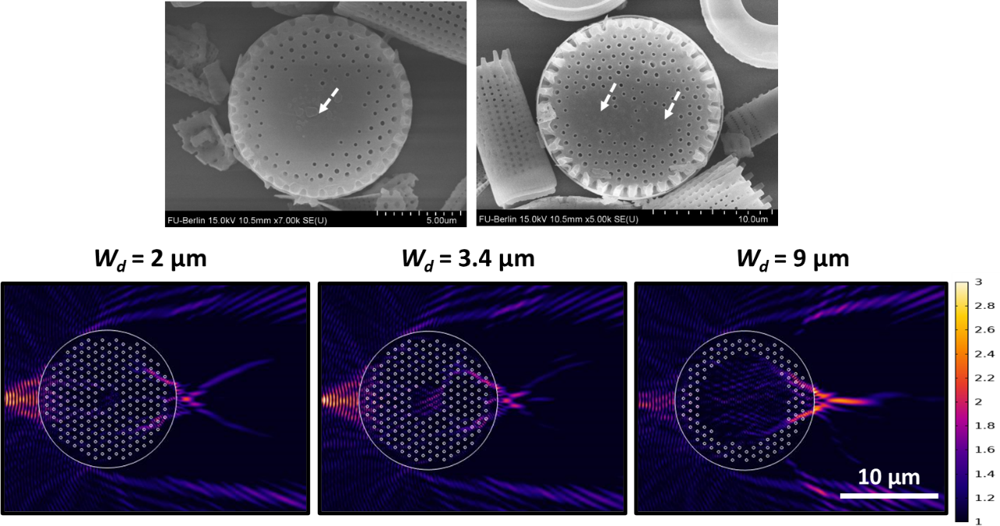 FU-Berlin 15.0kV 10.5mm x7.00k SE(U) 5.00um
FU-Berlin 15.0kV 10.5mm x5.00k SE(U) 10.0um
Wd = 2 µm
Wd = 3.4 µm
Wd = 9 µm
3
2.8
2.6
2.4
2.2
2
1.8
1.6
1.4
1.2
1
10 µm